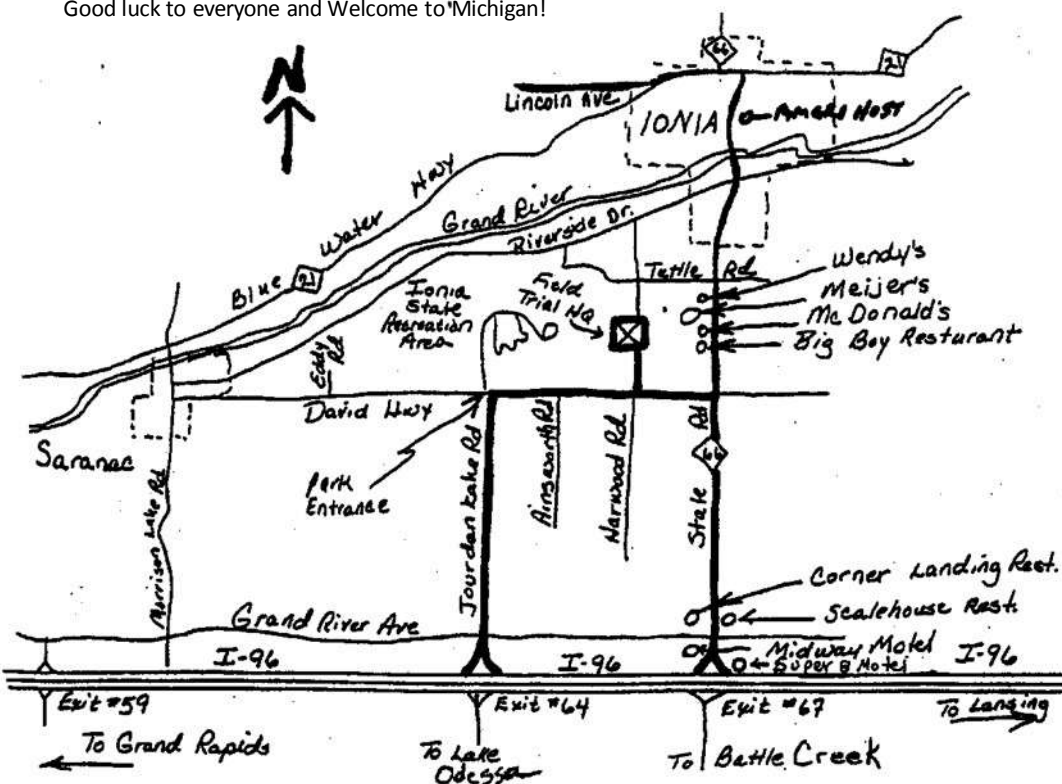 Good luck to everyone and Welcome to Michigan!
N
66
21
Lincoln Ave.
IONIA
Amerihost
Blue Water Hwy
21
Grand River
Riverside Dr.
Tuttle Rd
Wendy's
Meijer's
McDonald's
Big Boy Resturant
Ionia
State
Recreation
Area
Field
Trial HQ
Eddy
Rd
David Hwy
Saranac
Park
Entrance
Morrison Lake Rd
Jourdan Lake Rd
Ainsworth Rd
Harwood Rd
State Rd
66
Corner Landing Rest.
Scalehouse Rest.
Grand River Ave
Midway Motel
Super 8 Motel
I-96
I-96
I-96
Exit #59
Exit #64
Exit #67
To Lansing
To Grand Rapids
To Lake
Odessa
To Battle Creek